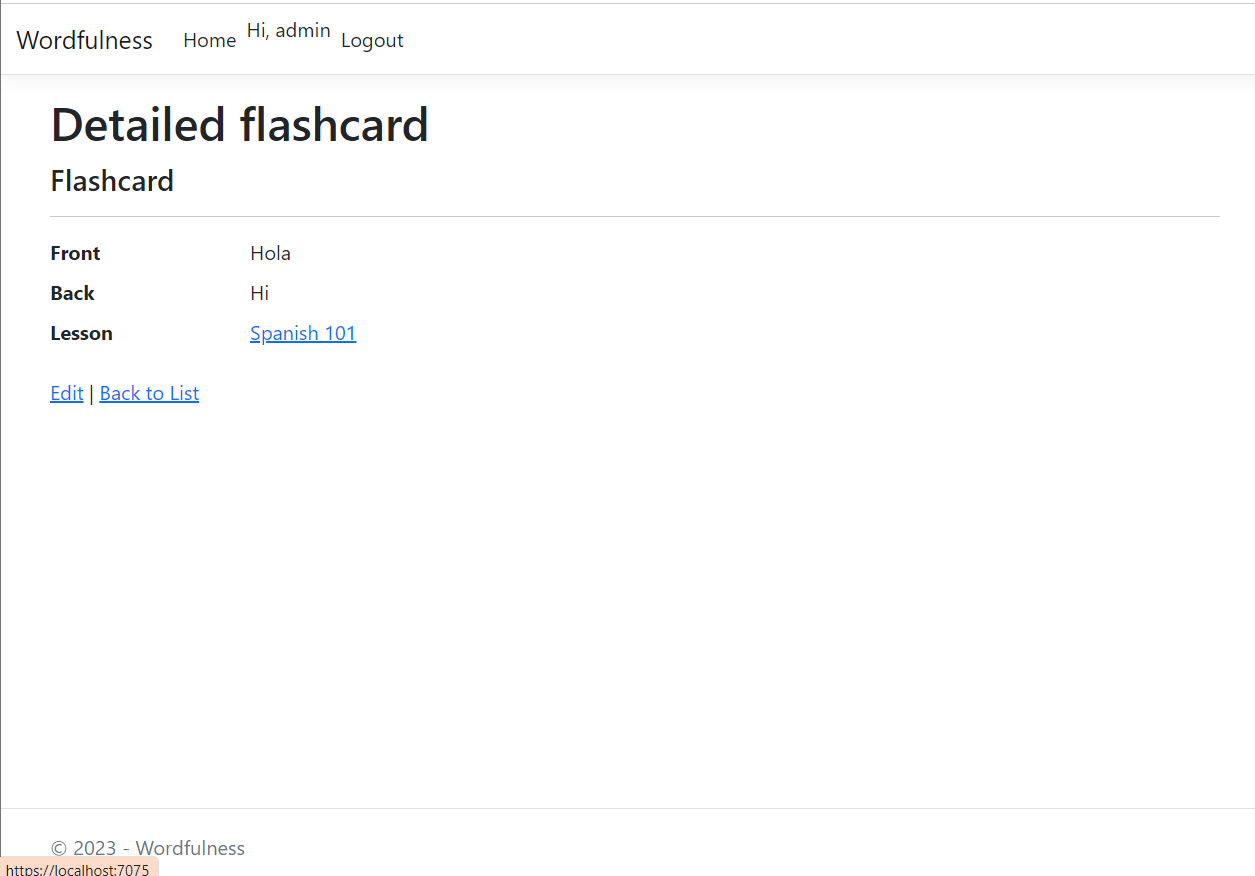 Wordfulness Home Hi, admin Logout
Detailed flashcard
Flashcard
Front Hola
Back Hi
Lesson Spanish 101
Edit | Back to List
© 2023 - Wordfulness
https://localhost:7075